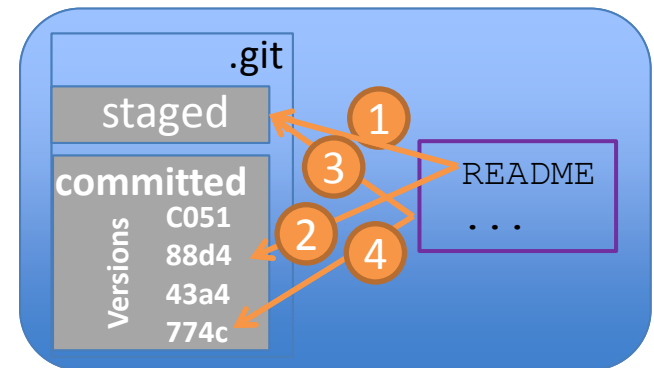 .git
staged
committed
Versions
C051
88d4
43a4
774c
1
3
2
4
README
...